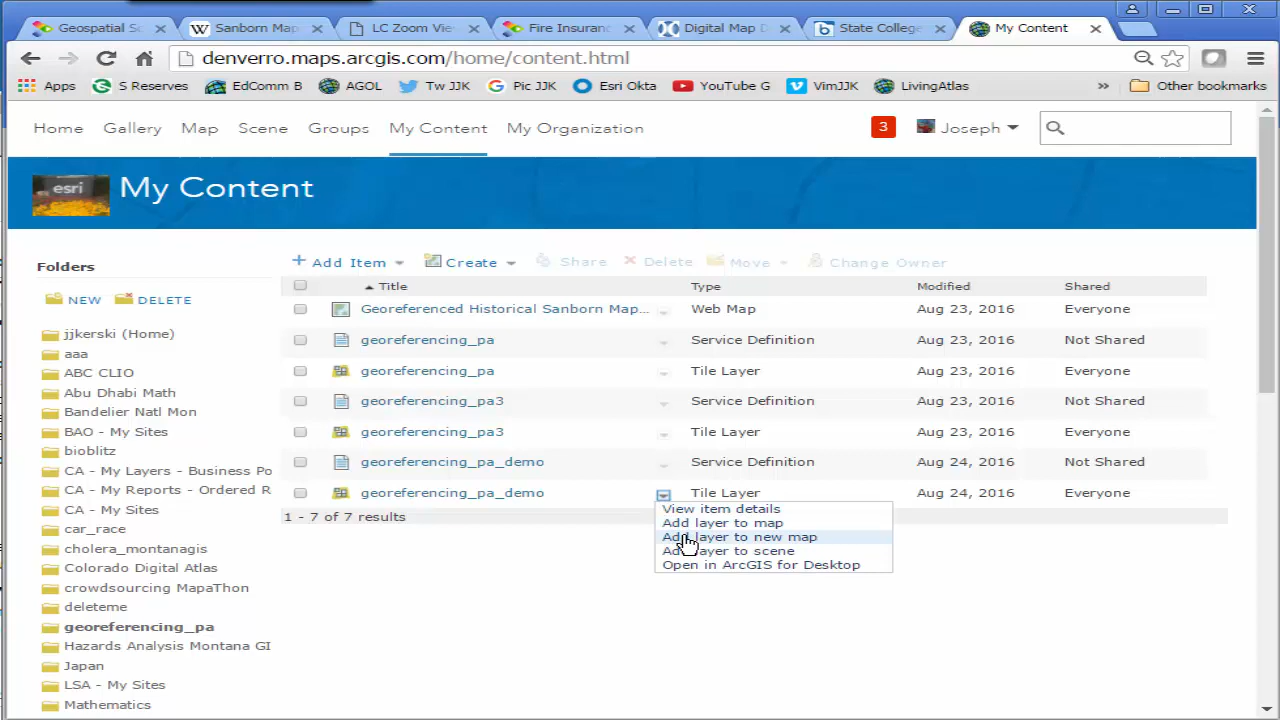 Geospatial Sc
Wikipedia Sanborn Map
LC Zoom View
Fire Insuran
Digital Map D
State College
My Content
denverro.maps.arcgis.com/home/content.html
Apps S Reserves EdComm B AGOL Tw JJK Pic JJK Esri Okta YouTube G VimJJK LivingAtlas » Other bookmarks
Home Gallery Map Scene Groups My Content My Organization 3 Joseph
esri My Content
Folders
NEW DELETE
jjkerski (Home)
aaa
ABC CLIO
Abu Dhabi Math
Bandelier Natl Mon
BAO - My Sites
bioblitz
CA - My Layers - Business Po
CA - My Reports - Ordered R
CA - My Sites
car_race
cholera_montanagis
Colorado Digital Atlas
crowdsourcing MapaThon
deleteme
georeferencing_pa
Hazards Analysis Montana GI
Japan
LSA - My Sites
Mathematics
+ Add Item Create Share Delete Move Change Owner
Title Type Modified Shared
Georeferenced Historical Sanborn Map... Web Map Aug 23, 2016 Everyone
georeferencing_pa Service Definition Aug 23, 2016 Not Shared
georeferencing_pa Tile Layer Aug 23, 2016 Everyone
georeferencing_pa3 Service Definition Aug 23, 2016 Not Shared
georeferencing_pa3 Tile Layer Aug 23, 2016 Everyone
georeferencing_pa_demo Service Definition Aug 24, 2016 Not Shared
georeferencing_pa_demo Tile Layer Aug 24, 2016 Everyone
1 - 7 of 7 results
View item details
Add layer to map
Add layer to new map
Add layer to scene
Open in ArcGIS for Desktop